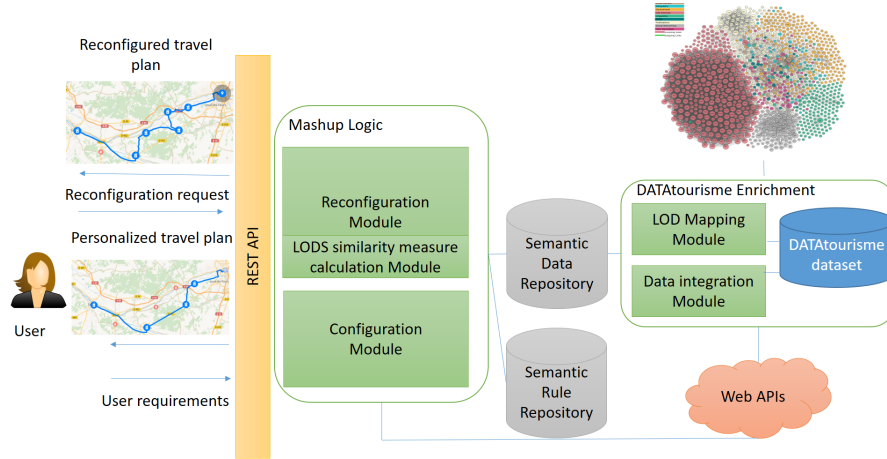 Reconfigured travel
plan
Reconfiguration request
Personalized travel plan
User
User requirements
REST API
Mashup Logic
Reconfiguration
Module
LODS similarity measure
calculation Module
Configuration
Module
Semantic
Data
Repository
Semantic
Rule
Repository
DATAtourisme Enrichment
LOD Mapping
Module
Data integration
Module
DATAtourisme
dataset
Web APIs